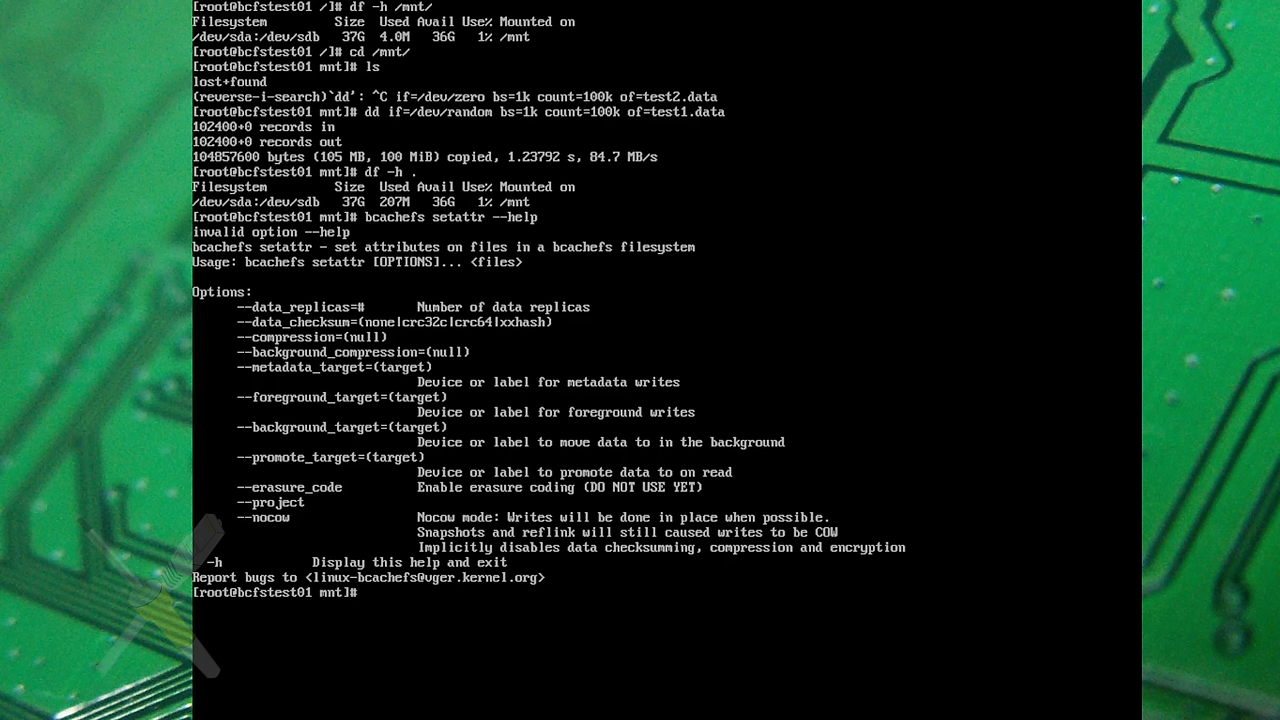 [root@bcfstest01 /]# df -h /mnt/
Filesystem      Size  Used Avail Use% Mounted on
/dev/sda:/dev/sdb  37G  4.0M   36G   1% /mnt
[root@bcfstest01 /]# cd /mnt/
[root@bcfstest01 mnt]# ls
lost+found
(reverse-i-search)`dd': ^C if=/dev/zero bs=1k count=100k of=test2.data
[root@bcfstest01 mnt]# dd if=/dev/random bs=1k count=100k of=test1.data
102400+0 records in
102400+0 records out
104857600 bytes (105 MB, 100 MiB) copied, 1.23792 s, 84.7 MB/s
[root@bcfstest01 mnt]# df -h .
Filesystem      Size  Used Avail Use% Mounted on
/dev/sda:/dev/sdb  37G  207M   36G   1% /mnt
[root@bcfstest01 mnt]# bcachefs setattr --help
invalid option --help
bcachefs setattr - set attributes on files in a bcachefs filesystem
Usage: bcachefs setattr [OPTIONS]... <files>
Options:
--data_replicas=#       Number of data replicas
--data_checksum=(none|crc32c|crc64|xxhash)
--compression=(null)
--background_compression=(null)
--metadata_target=(target)
Device or label for metadata writes
--foreground_target=(target)
Device or label for foreground writes
--background_target=(target)
Device or label to move data to in the background
--promote_target=(target)
Device or label to promote data to on read
--erasure_code          Enable erasure coding (DO NOT USE YET)
--project
--nocow                 Nocow mode: Writes will be done in place when possible.
Snapshots and reflink will still caused writes to be COW
Implicitly disables data checksumming, compression and encryption
-h            Display this help and exit
Report bugs to <linux-bcachefs@vger.kernel.org>
[root@bcfstest01 mnt]#